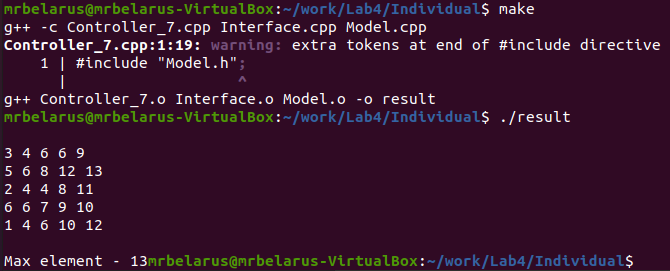 mrbelarus@mrbelarus-VirtualBox:~/work/Lab4/Individual$ make
g++ -c Controller_7.cpp Interface.cpp Model.cpp
Controller_7.cpp:1:19: warning: extra tokens at end of #include directive
    1 | #include "Model.h";
      |                   ^
g++ Controller_7.o Interface.o Model.o -o result
mrbelarus@mrbelarus-VirtualBox:~/work/Lab4/Individual$ ./result
3 4 6 6 9
5 6 8 12 13
2 4 4 8 11
6 6 7 9 10
1 4 6 10 12
Max element - 13mrbelarus@mrbelarus-VirtualBox:~/work/Lab4/Individual$